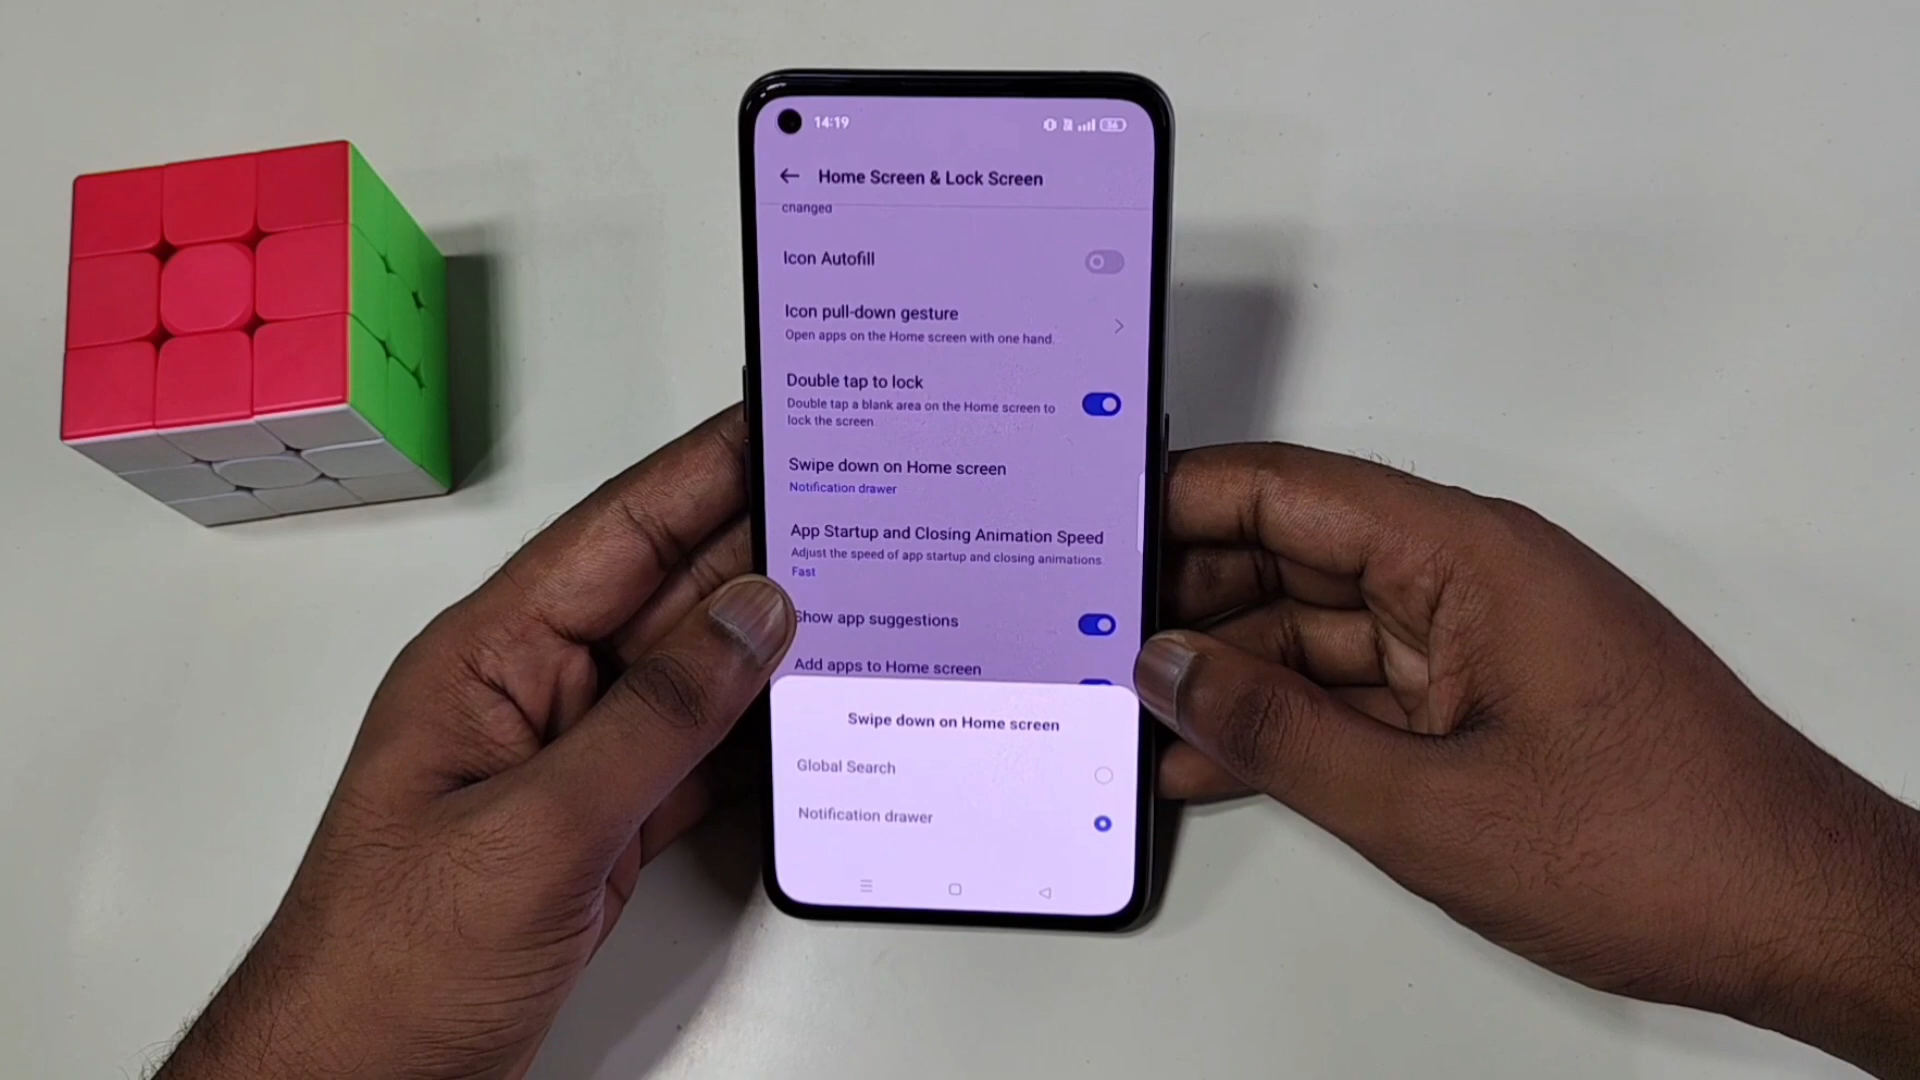 14:19
56
Home Screen & Lock Screen
changed
Icon Autofill
Icon pull-down gesture
Open apps on the Home screen with one hand.
Double tap to lock
Double tap a blank area on the Home screen to
lock the screen
Swipe down on Home screen
Notification drawer
App Startup and Closing Animation Speed
Adjust the speed of app startup and closing animations.
Fast
Show app suggestions
Add apps to Home screen
Swipe down on Home screen
Global Search
Notification drawer